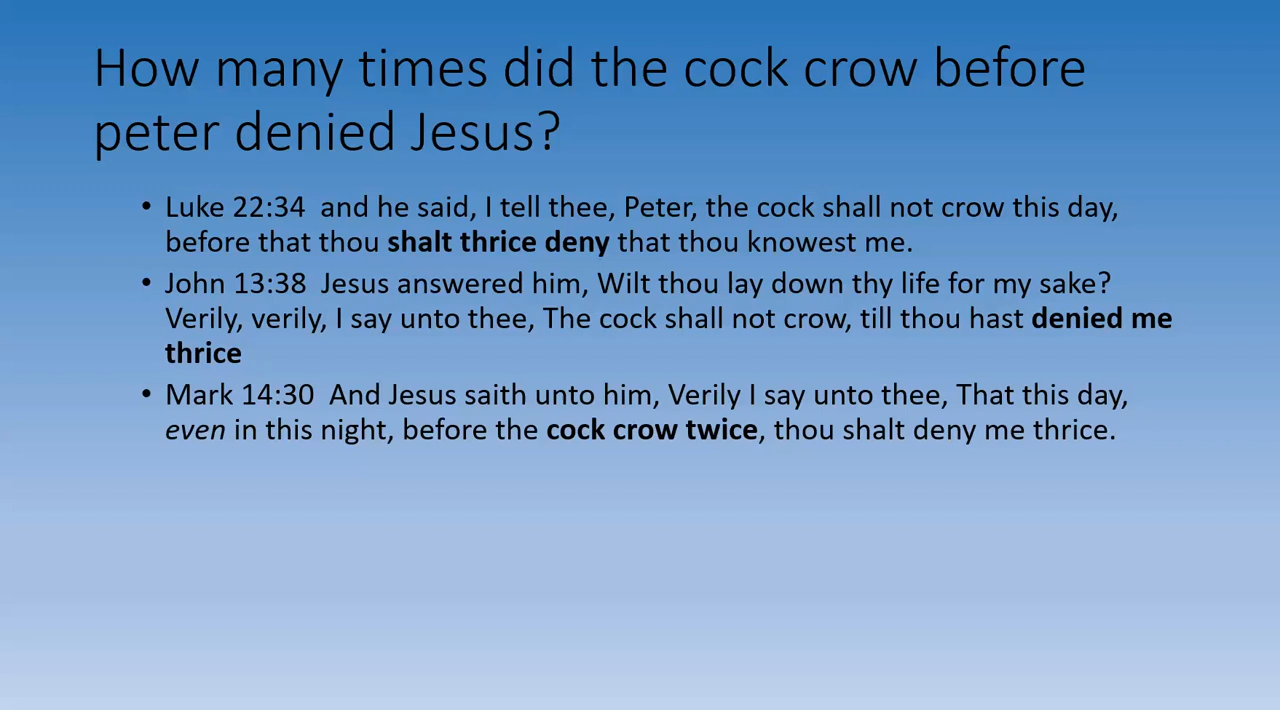 How many times did the cock crow before
peter denied Jesus?
• Luke 22:34 and he said, I tell thee, Peter, the cock shall not crow this day,
before that thou shalt thrice deny that thou knowest me.
• John 13:38 Jesus answered him, Wilt thou lay down thy life for my sake?
Verily, verily, I say unto thee, The cock shall not crow, till thou hast denied me
thrice
• Mark 14:30 And Jesus saith unto him, Verily I say unto thee, That this day,
even in this night, before the cock crow twice, thou shalt deny me thrice.